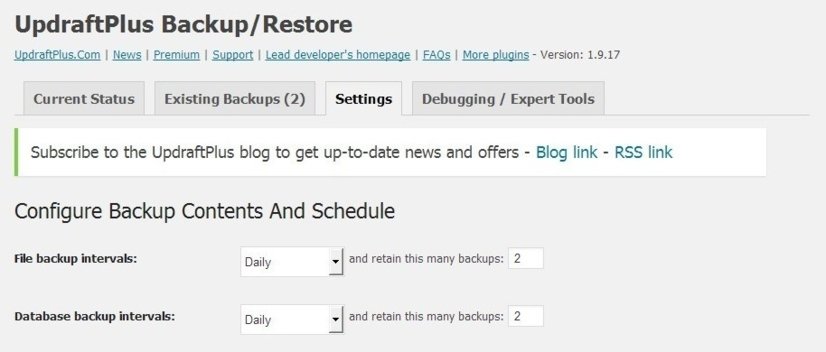 UpdraftPlus Backup/Restore
UpdraftPlus.Com | News | Premium | Support | Lead developer's homepage | FAQs | More plugins - Version: 1.9.17
Current Status Existing Backups (2) Settings Debugging / Expert Tools
Subscribe to the UpdraftPlus blog to get up-to-date news and offers - Blog link - RSS link
Configure Backup Contents And Schedule
File backup intervals: Daily and retain this many backups: 2
Database backup intervals: Daily and retain this many backups: 2